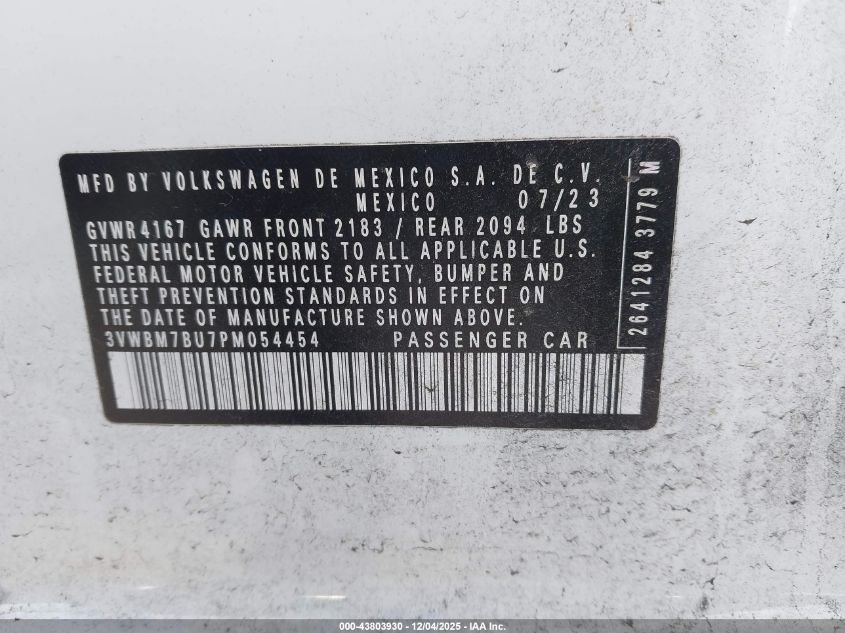 MFD BY VOLKSWAGEN DE MEXICO S.A. DE C.V.
MEXICO 07/23
GVWR 4167 GAWR FRONT 2183 / REAR 2094 LBS
THIS VEHICLE CONFORMS TO ALL APPLICABLE U.S.
FEDERAL MOTOR VEHICLE SAFETY, BUMPER AND
THEFT PREVENTION STANDARDS IN EFFECT ON
THE DATE OF MANUFACTURE SHOWN ABOVE.
3VWBM7BU7PM054454 PASSENGER CAR
2641284 3779 M
000-43803930 - 12/04/2025 - IAA Inc.